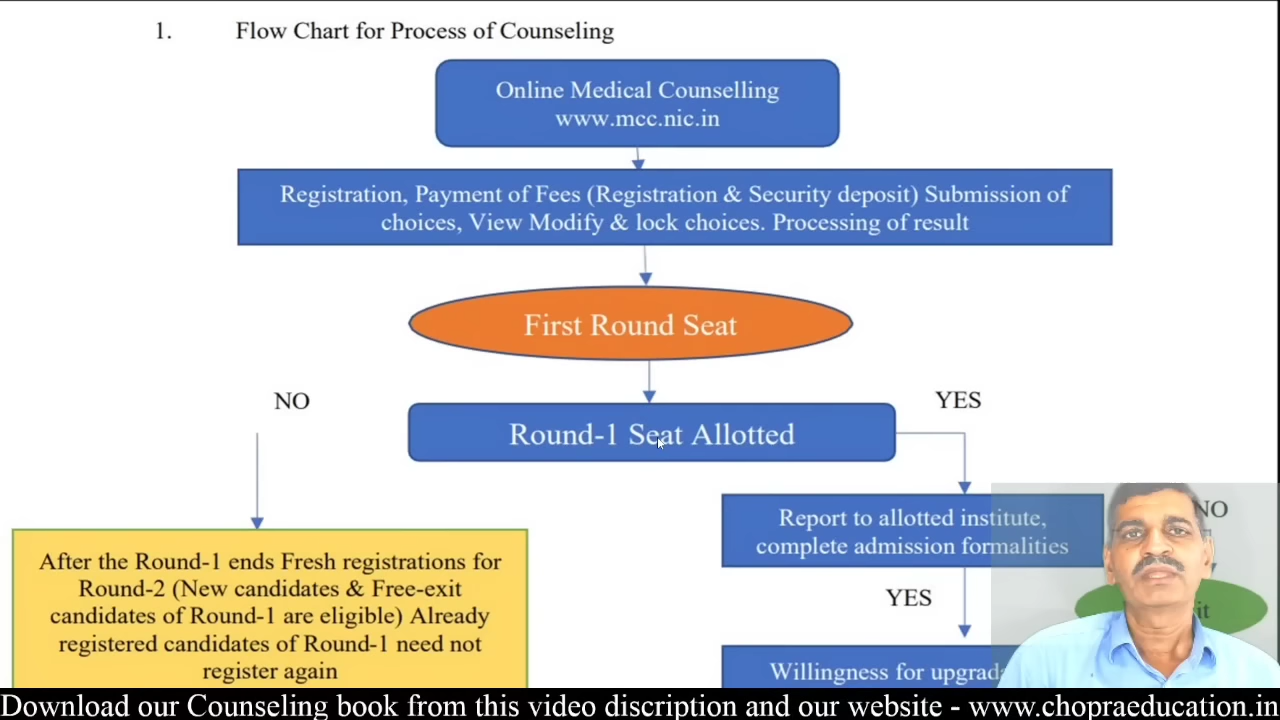 1. Flow Chart for Process of Counseling
Online Medical Counselling
www.mcc.nic.in
Registration, Payment of Fees (Registration & Security deposit) Submission of
choices, View Modify & lock choices. Processing of result
First Round Seat
NO
YES
Round-1 Seat Allotted
Report to allotted institute,
complete admission formalities
NO
After the Round-1 ends Fresh registrations for
Round-2 (New candidates & Free-exit
candidates of Round-1 are eligible) Already
registered candidates of Round-1 need not
register again
YES
Willingness for
Download our Counseling book from this video discription and our website - www.chopraeducation.in